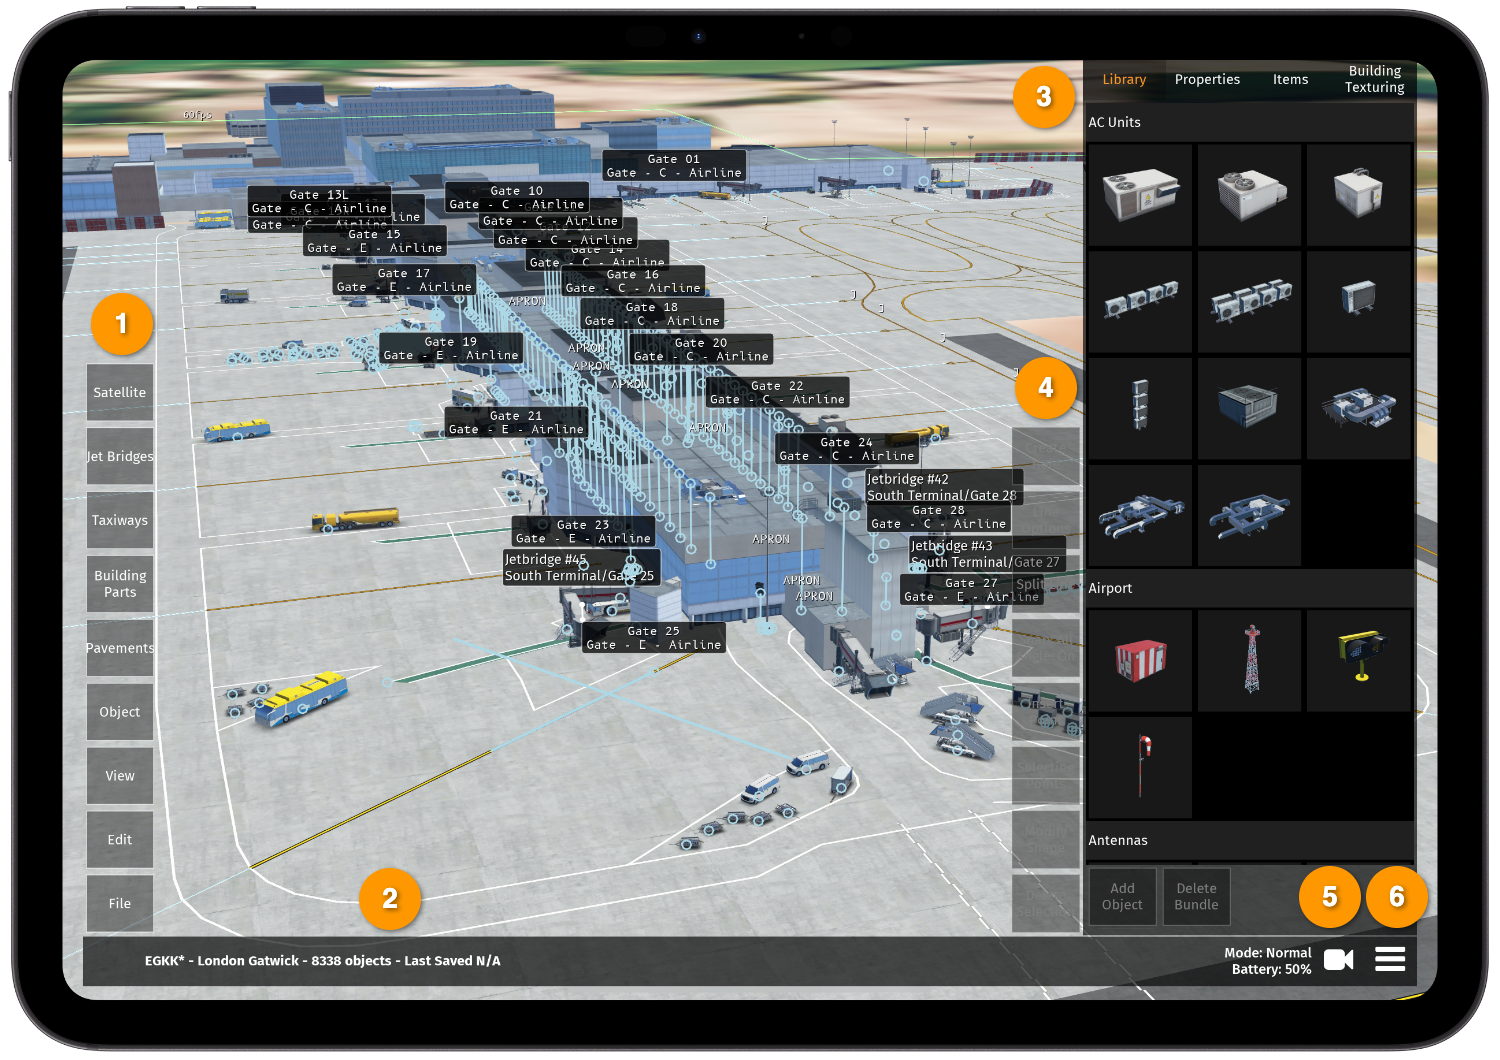 Library
Properties
Items
Building
Texturing
3
AC Units
60fps
Gate 01
Gate - C - Airline
Gate 13L
Gate - C - Airline
Gate - C - Airline
Gate 10
Gate - C - Airline
Gate - C - Airline
Gate 15
Gate - E - Airline
Gate - C - Airline
Gate 14
Gate - C - Airline
Gate 17
Gate - E - Airline
Gate 16
Gate - C - Airline
APRON
Gate 18
Gate - C - Airline
1
J
J
J
J
Gate 19
Gate - E - Airline
APRON
APRON
APRON
Gate 20
Gate - C - Airline
4
Satellite
Gate 22
Gate - C - Airline
Gate 21
Gate - E - Airline
APRON
Jet Bridges
Gate 24
Gate - C - Airline
Jetbridge #42
South Terminal/Gate 28
Gate 28
Gate - C - Airline
Taxiways
Gate 23
Gate - E - Airline
APRON
Jetbridge #43
South Terminal/Gate 27
Jetbridge #45
South Terminal/Gate 25
Building
Parts
APRON
APRON
Gate 27
Gate - E - Airline
Split
Airport
Pavements
Gate 25
Gate - E - Airline
Object
View
Edit
Modify
Antennas
File
2
Add
Object
Delete
Bundle
5
6
EGKK* - London Gatwick - 8338 objects - Last Saved N/A
Mode: Normal
Battery: 50%